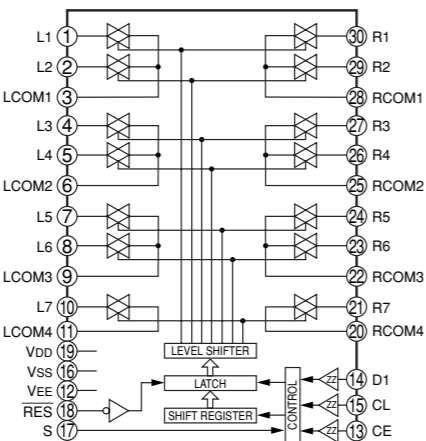 L1 1
L2 2
LCOM1 3
L3 4
L4 5
LCOM2 6
L5 7
L6 8
LCOM3 9
L7 10
LCOM4 11
VDD 19
VSS 16
VEE 12
RES 18
S 17
30 R1
29 R2
28 RCOM1
27 R3
26 R4
25 RCOM2
24 R5
23 R6
22 RCOM3
21 R7
20 RCOM4
14 D1
15 CL
13 CE
LEVEL SHIFTER
LATCH
SHIFT REGISTER
CONTROL
ZZ
ZZ
ZZ